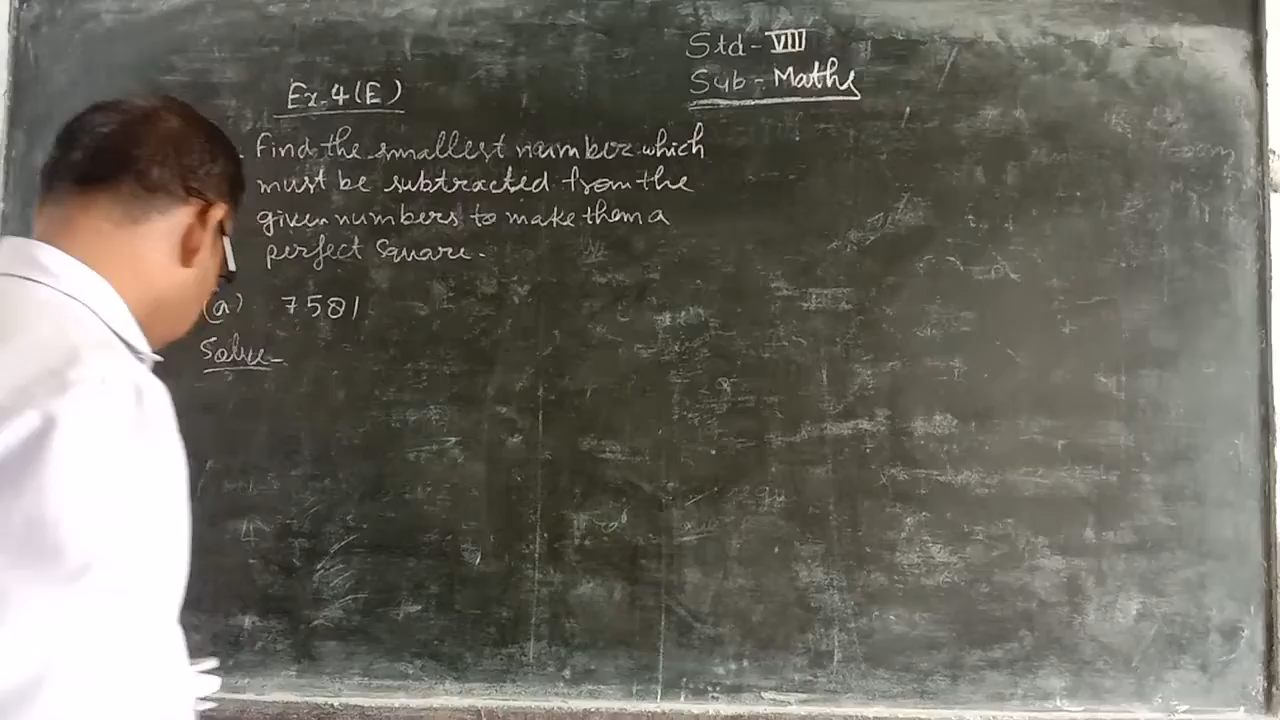 Std - VIII
Sub - Maths
Ex. 4(E)
Find the smallest number which
must be subtracted from the
given numbers to make them a
perfect square.
(a) 7581
Solve -